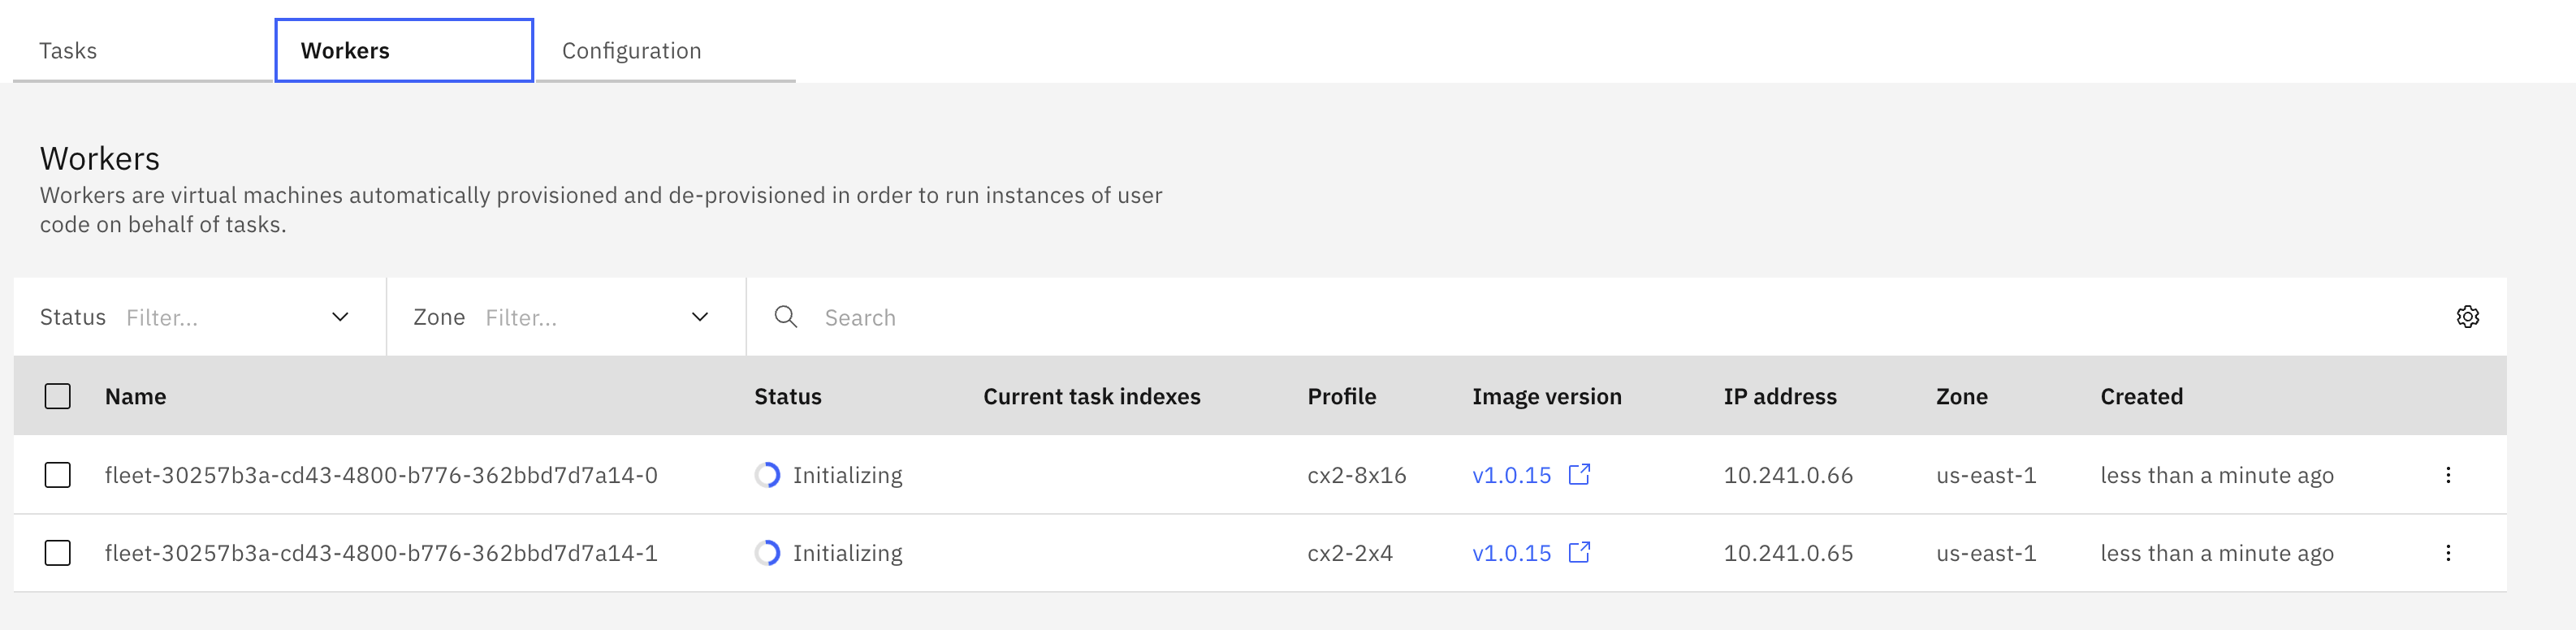 Tasks Workers Configuration
Workers
Workers are virtual machines automatically provisioned and de-provisioned in order to run instances of user
code on behalf of tasks.
Status Filter... Zone Filter... Search
Name Status Current task indexes Profile Image version IP address Zone Created
fleet-30257b3a-cd43-4800-b776-362bbd7d7a14-0 Initializing cx2-8x16 v1.0.15 10.241.0.66 us-east-1 less than a minute ago
fleet-30257b3a-cd43-4800-b776-362bbd7d7a14-1 Initializing cx2-2x4 v1.0.15 10.241.0.65 us-east-1 less than a minute ago